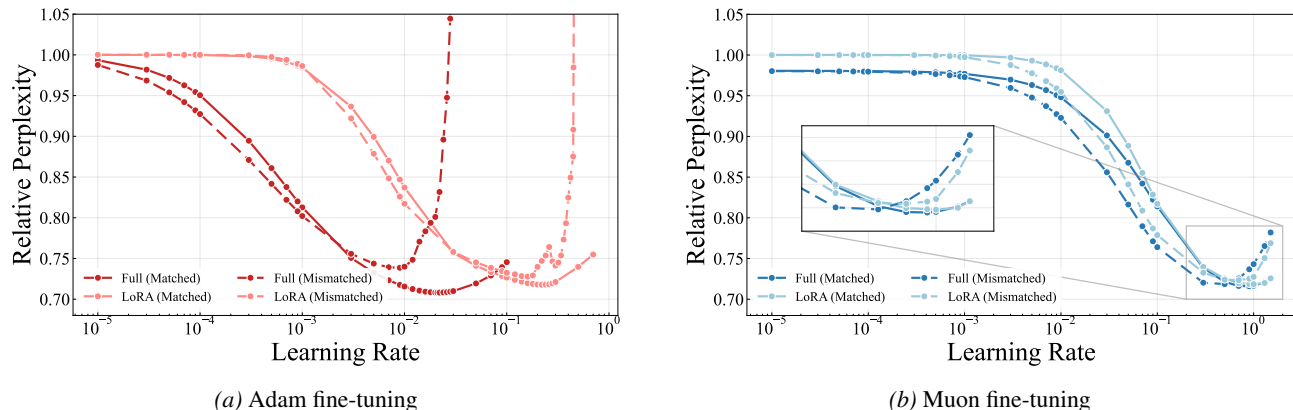 1.05
1.00
0.95
0.90
0.85
0.80
0.75
0.70
Relative Perplexity
Full (Matched)
LoRA (Matched)
Full (Mismatched)
LoRA (Mismatched)
10⁻⁵ 10⁻⁴ 10⁻³ 10⁻² 10⁻¹ 10⁰
Learning Rate
(a) Adam fine-tuning
1.05
1.00
0.95
0.90
0.85
0.80
0.75
0.70
Relative Perplexity
Full (Matched)
LoRA (Matched)
Full (Mismatched)
LoRA (Mismatched)
10⁻⁵ 10⁻⁴ 10⁻³ 10⁻² 10⁻¹ 10⁰
Learning Rate
(b) Muon fine-tuning